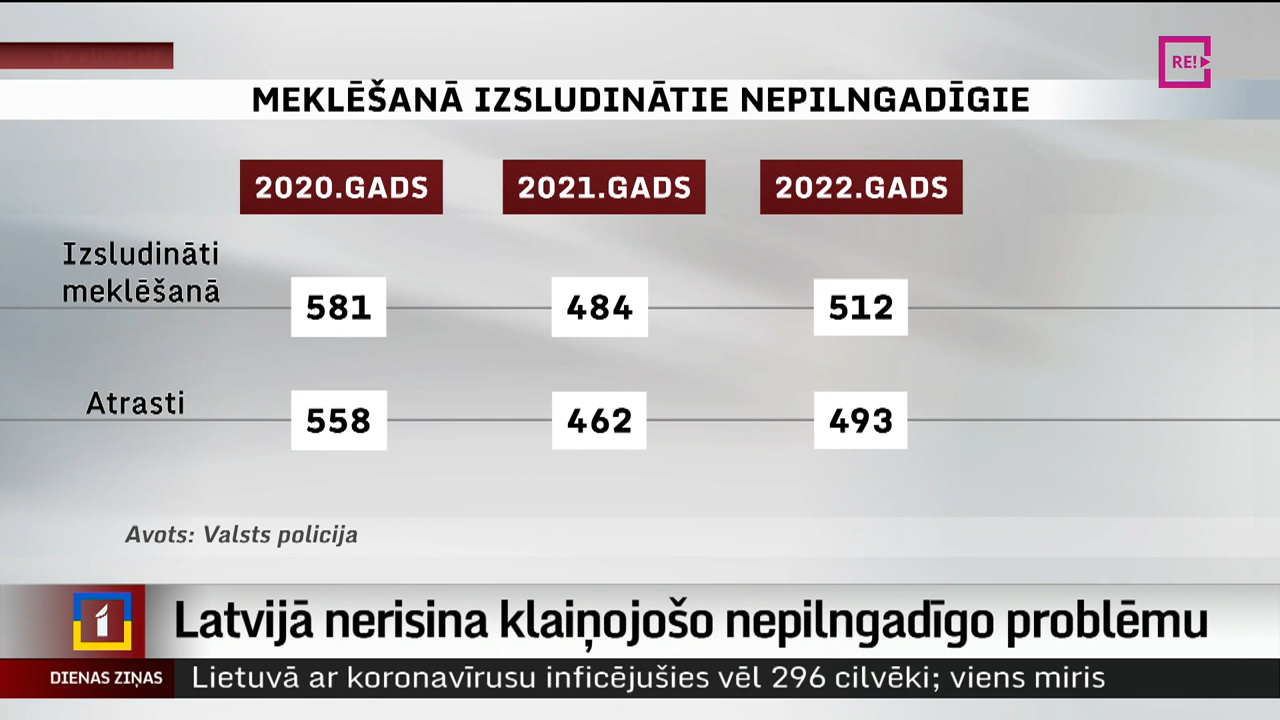 RE!
MEKLĒŠANĀ IZSLUDINĀTIE NEPILNGADĪGIE
2020.GADS 2021.GADS 2022.GADS
Izsludināti
meklēšanā
581 484 512
Atrasti
558 462 493
Avots: Valsts policija
1 Latvijā nerisina klaiņojošo nepilngadīgo problēmu
DIENAS ZIŅAS Lietuvā ar koronavīrusu inficējušies vēl 296 cilvēki; viens miris